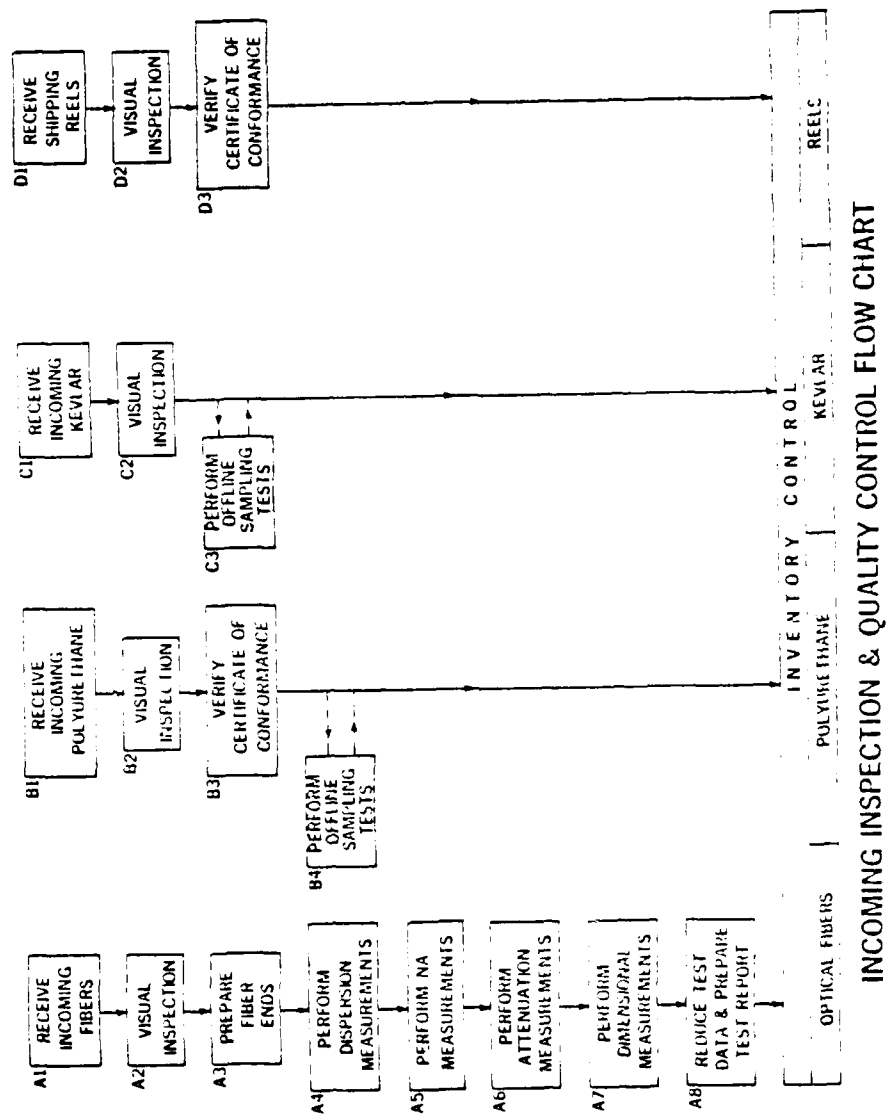 A1
RECEIVE
INCOMING
FIBERS
A2
VISUAL
INSPECTION
A3
PREPARE
FIBER
ENDS
A4
PERFORM
DISPERSION
MEASUREMENTS
A5
PERFORM NA
MEASUREMENTS
A6
PERFORM
ATTENUATION
MEASUREMENTS
A7
PERFORM
DIMENSIONAL
MEASUREMENTS
A8
REDUCE TEST
DATA & PREPARE
TEST REPORT
B1
RECEIVE
INCOMING
POLYURETHANE
B2
VISUAL
INSPECTION
B3
VERIFY
CERTIFICATE OF
CONFORMANCE
B4
PERFORM
OFFLINE
SAMPLING
TESTS
C1
RECEIVE
INCOMING
KEVLAR
C2
VISUAL
INSPECTION
C3
PERFORM
OFFLINE
SAMPLING
TESTS
D1
RECEIVE
SHIPPING
REELS
D2
VISUAL
INSPECTION
D3
VERIFY
CERTIFICATE OF
CONFORMANCE
INVENTORY CONTROL
OPTICAL FIBERS
POLYURETHANE
KEVLAR
REELS
INCOMING INSPECTION & QUALITY CONTROL FLOW CHART